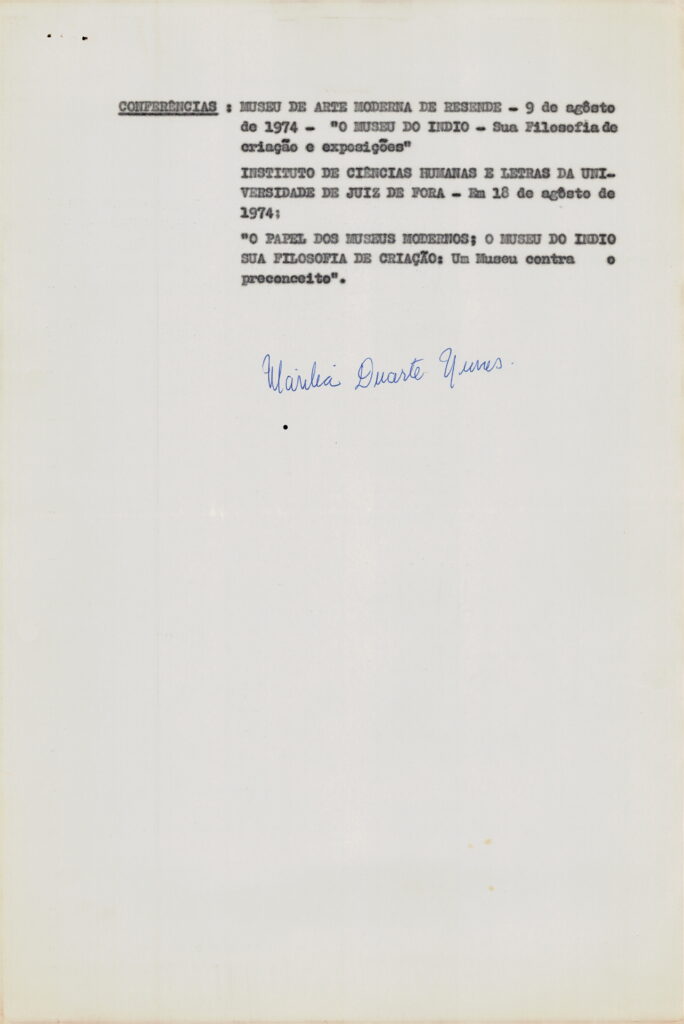 CONFERÊNCIAS : MUSEU DE ARTE MODERNA DE RESENDE - 9 de agôsto
de 1974 - "O MUSEU DO INDIO - Sua Filosofia de
criação e exposições"
INSTITUTO DE CIÊNCIAS HUMANAS E LETRAS DA UNI-
VERSIDADE DE JUIZ DE FORA - Em 18 de agôsto de
1974:
"O PAPEL DOS MUSEUS MODERNOS; O MUSEU DO INDIO
SUA FILOSOFIA DE CRIAÇÃO: Um Museu contra o
preconceito".
Marília Duarte Nunes.